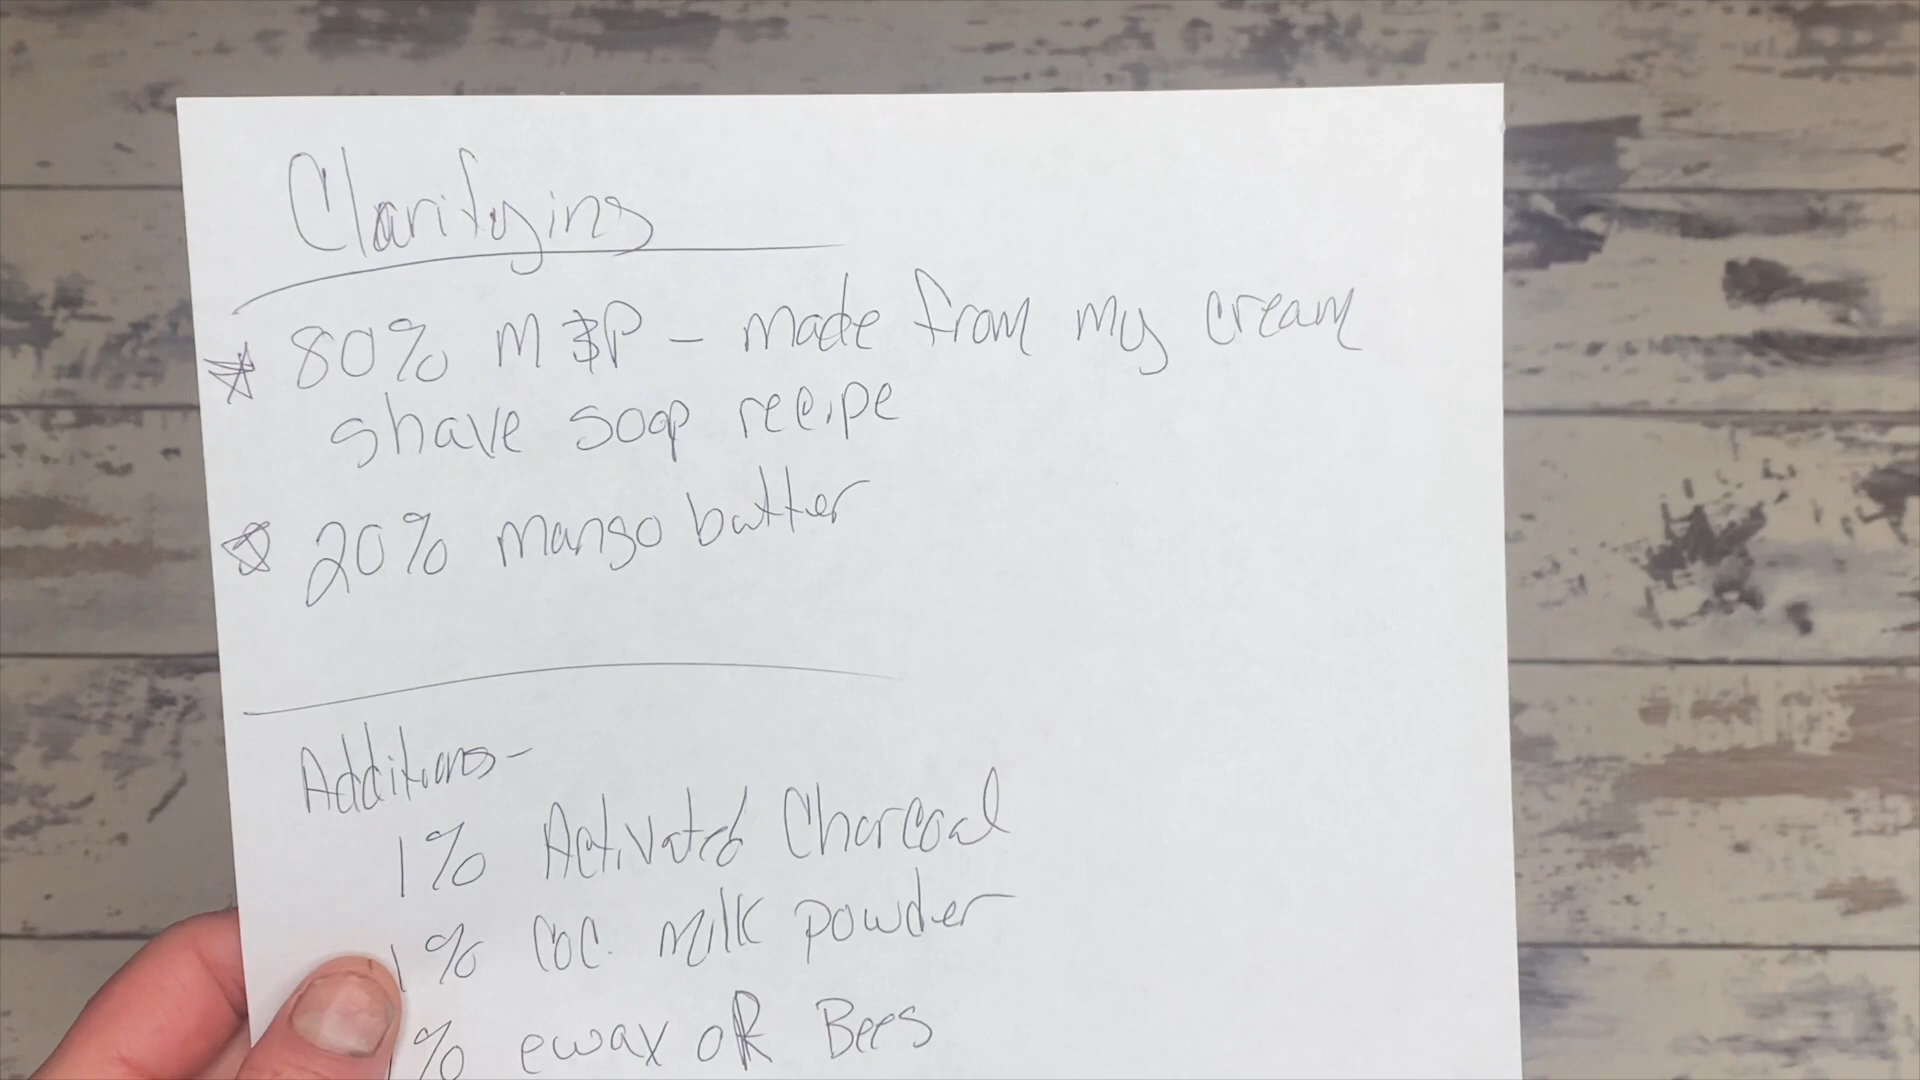 Clarifying
80% M&P - made from my cream
shave soap recipe
20% mango butter
Additions-
1% Activated Charcoal
1% COC. milk powder
% ewax OR Bees